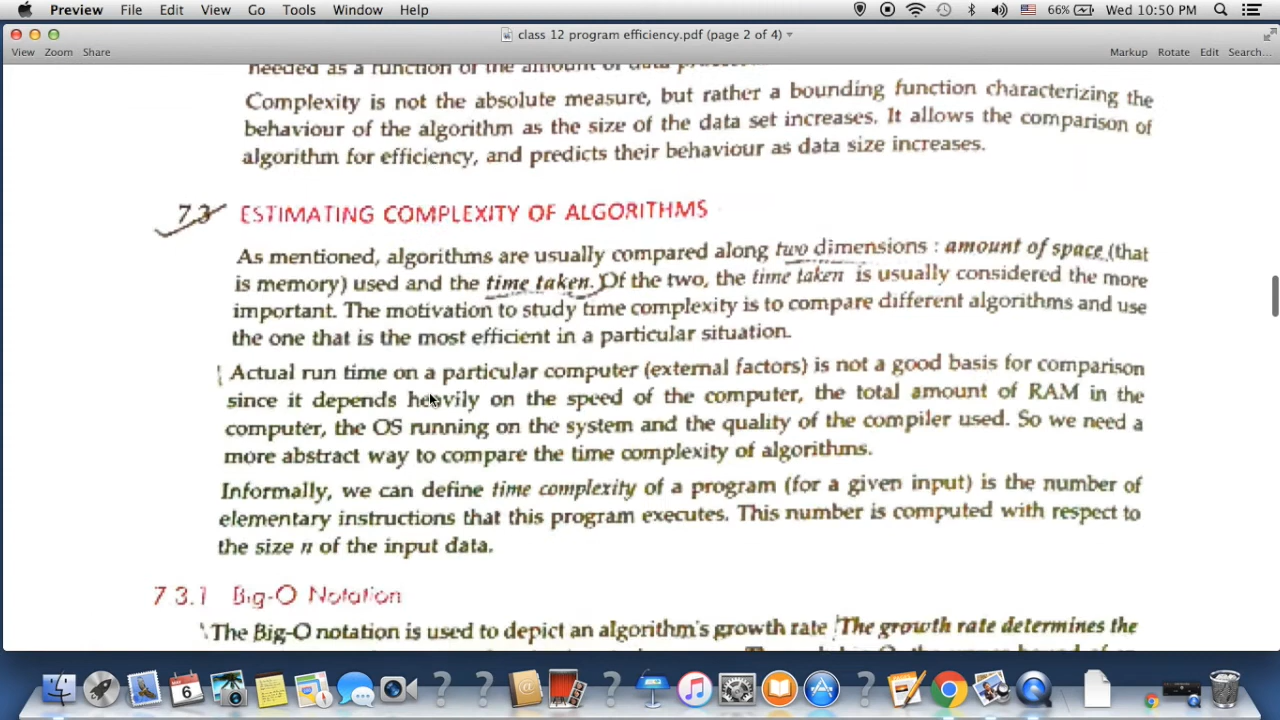 Preview File Edit View Go Tools Window Help 66% Wed 10:50 PM
class 12 program efficiency.pdf (page 2 of 4)
View Zoom Share Markup Rotate Edit Search...
needed as a function of the amount of data
Complexity is not the absolute measure, but rather a bounding function characterizing the
behaviour of the algorithm as the size of the data set increases. It allows the comparison of
algorithm for efficiency, and predicts their behaviour as data size increases.
7.3 ESTIMATING COMPLEXITY OF ALGORITHMS
As mentioned, algorithms are usually compared along two dimensions : amount of space (that
is memory) used and the time taken. Of the two, the time taken is usually considered the more
important. The motivation to study time complexity is to compare different algorithms and use
the one that is the most efficient in a particular situation.
Actual run time on a particular computer (external factors) is not a good basis for comparison
since it depends heavily on the speed of the computer, the total amount of RAM in the
computer, the OS running on the system and the quality of the compiler used. So we need a
more abstract way to compare the time complexity of algorithms.
Informally, we can define time complexity of a program (for a given input) is the number of
elementary instructions that this program executes. This number is computed with respect to
the size n of the input data.
7 3.1 Big-O Notation
The Big-O notation is used to depict an algorithm's growth rate The growth rate determines the